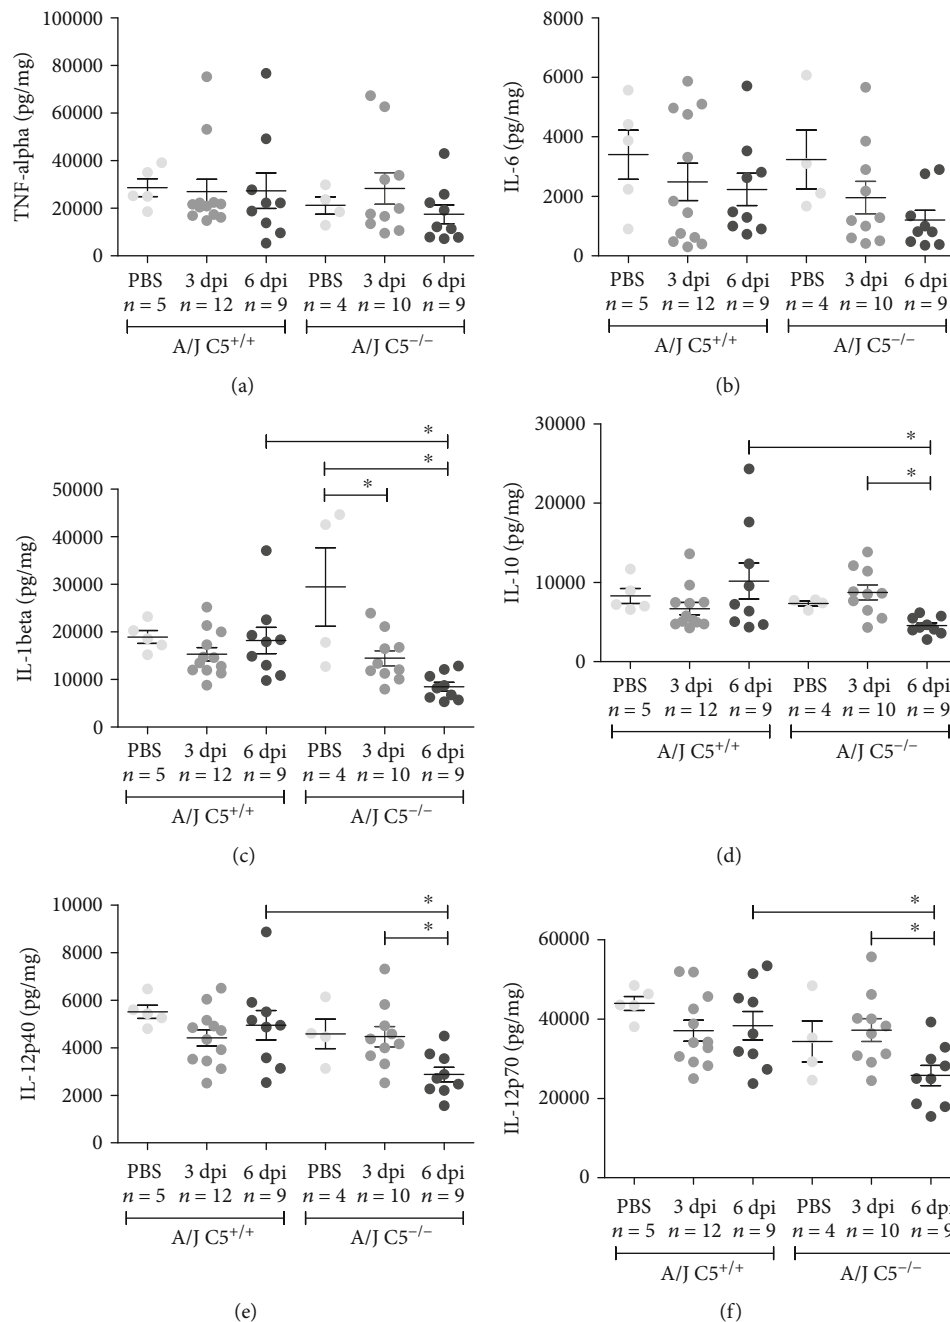 100000
80000
60000
40000
20000
0
TNF-alpha (pg/mg)
PBS 3 dpi 6 dpi PBS 3 dpi 6 dpi
n = 5 n = 12 n = 9 n = 4 n = 10 n = 9
A/J C5+/+ A/J C5−/−
(a)
8000
6000
4000
2000
0
IL-6 (pg/mg)
PBS 3 dpi 6 dpi PBS 3 dpi 6 dpi
n = 5 n = 12 n = 9 n = 4 n = 10 n = 9
A/J C5+/+ A/J C5−/−
(b)
*
*
*
50000
40000
30000
20000
10000
0
IL-1beta (pg/mg)
PBS 3 dpi 6 dpi PBS 3 dpi 6 dpi
n = 5 n = 12 n = 9 n = 4 n = 10 n = 9
A/J C5+/+ A/J C5−/−
(c)
*
*
30000
20000
10000
0
IL-10 (pg/mg)
PBS 3 dpi 6 dpi PBS 3 dpi 6 dpi
n = 5 n = 12 n = 9 n = 4 n = 10 n = 9
A/J C5+/+ A/J C5−/−
(d)
*
*
10000
8000
6000
4000
2000
0
IL-12p40 (pg/mg)
PBS 3 dpi 6 dpi PBS 3 dpi 6 dpi
n = 5 n = 12 n = 9 n = 4 n = 10 n = 9
A/J C5+/+ A/J C5−/−
(e)
*
*
60000
40000
20000
0
IL-12p70 (pg/mg)
PBS 3 dpi 6 dpi PBS 3 dpi 6 dpi
n = 5 n = 12 n = 9 n = 4 n = 10 n = 9
A/J C5+/+ A/J C5−/−
(f)